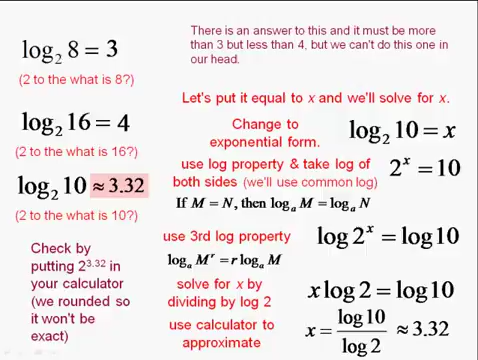 log₂ 8 = 3
(2 to the what is 8?)
log₂ 16 = 4
(2 to the what is 16?)
log₂ 10 ≈ 3.32
(2 to the what is 10?)
Check by
putting 2^3.32 in
your calculator
(we rounded so
it won't be
exact)
There is an answer to this and it must be more
than 3 but less than 4, but we can't do this one in
our head.
Let's put it equal to x and we'll solve for x.
Change to
exponential form.
log₂ 10 = x
use log property & take log of
both sides (we'll use common log)
2^x = 10
If M = N, then logₐ M = logₐ N
use 3rd log property
log 2^x = log 10
logₐ M^r = r logₐ M
solve for x by
dividing by log 2
x log 2 = log 10
use calculator to
approximate
x = log 10 / log 2 ≈ 3.32